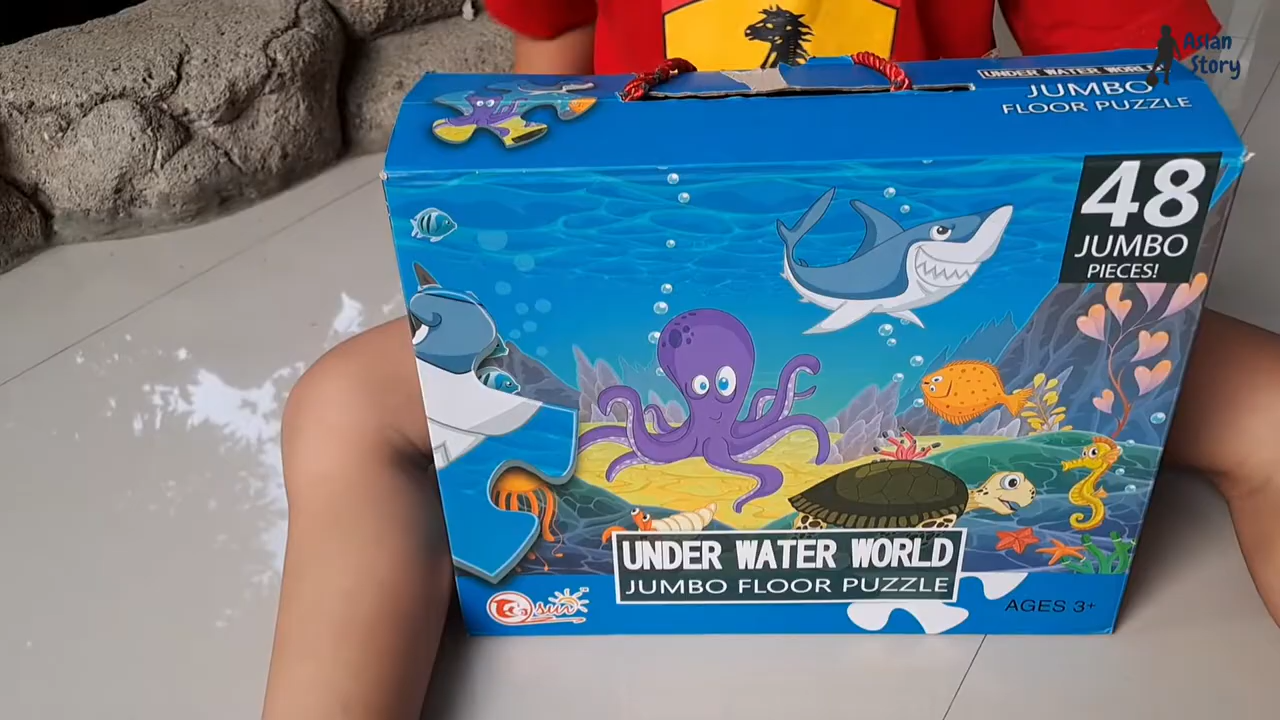 Asian
Story
UNDER WATER WORLD
JUMBO
FLOOR PUZZLE
48
JUMBO
PIECES!
UNDER WATER WORLD
JUMBO FLOOR PUZZLE
AGES 3+